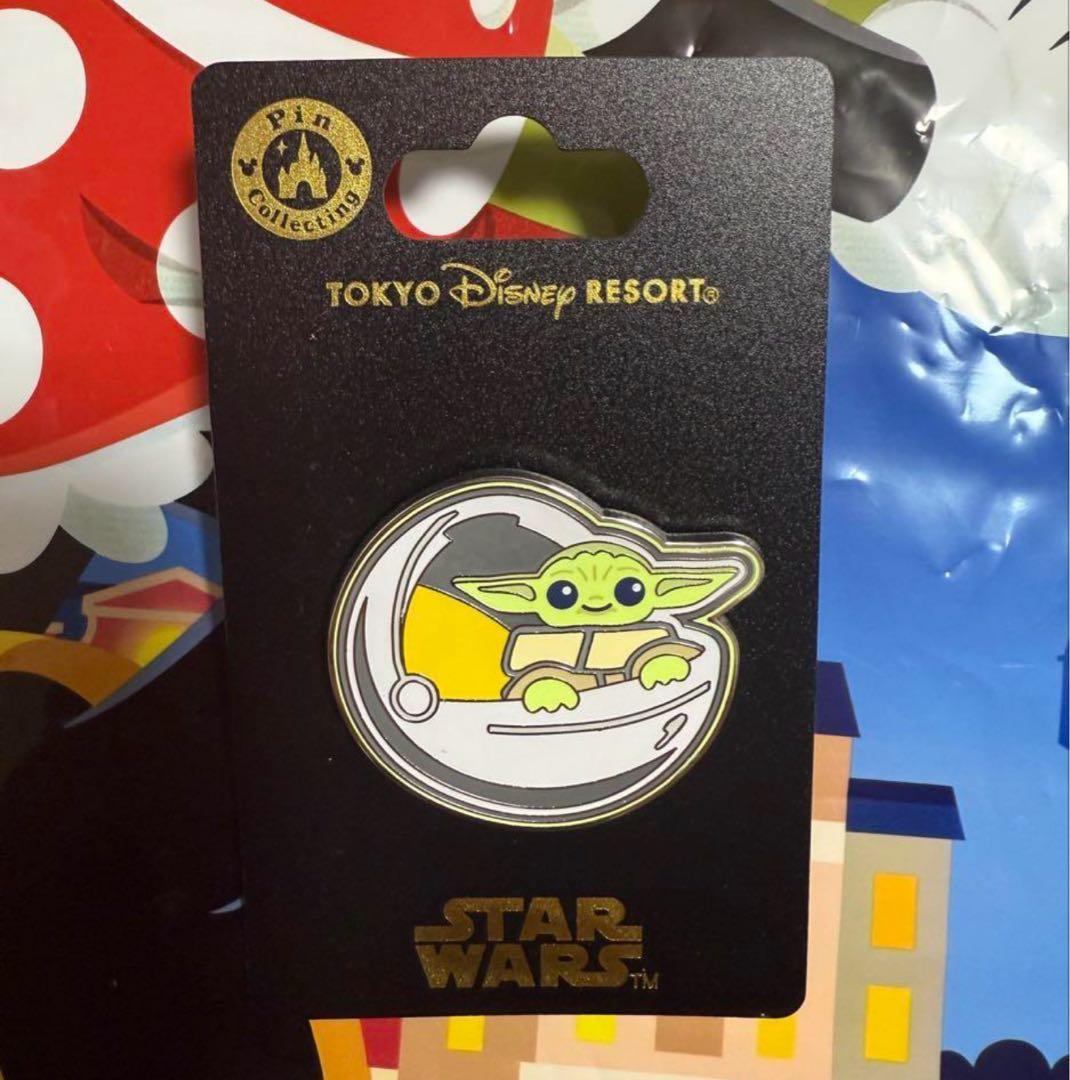 Pin
Collecting
TOKYO Disney RESORT®
STAR
WARS™